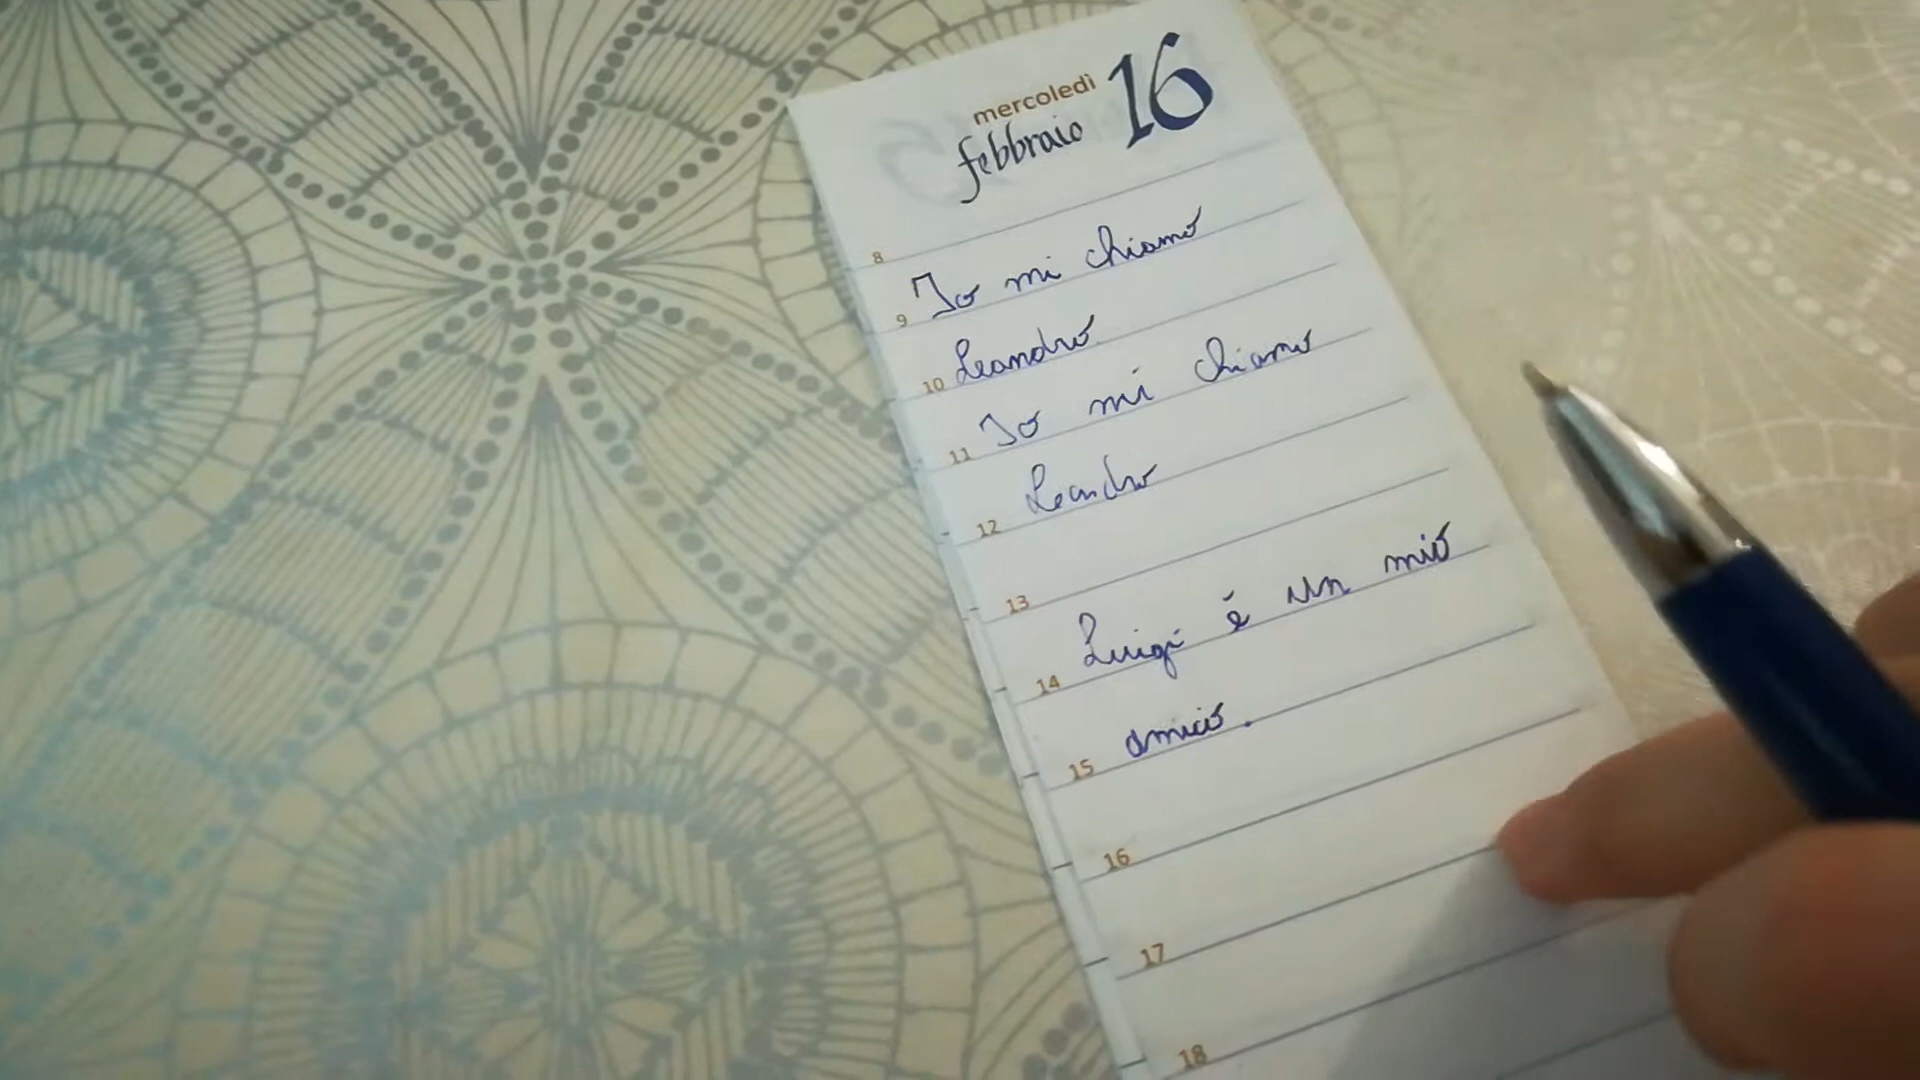 mercoledì 16
febbraio
8
Io mi chiamo
9
Leandro
10
Io mi chiamo
11
Leandro
12
13
Luigi é un mio
14
amico.
15
16
17
18